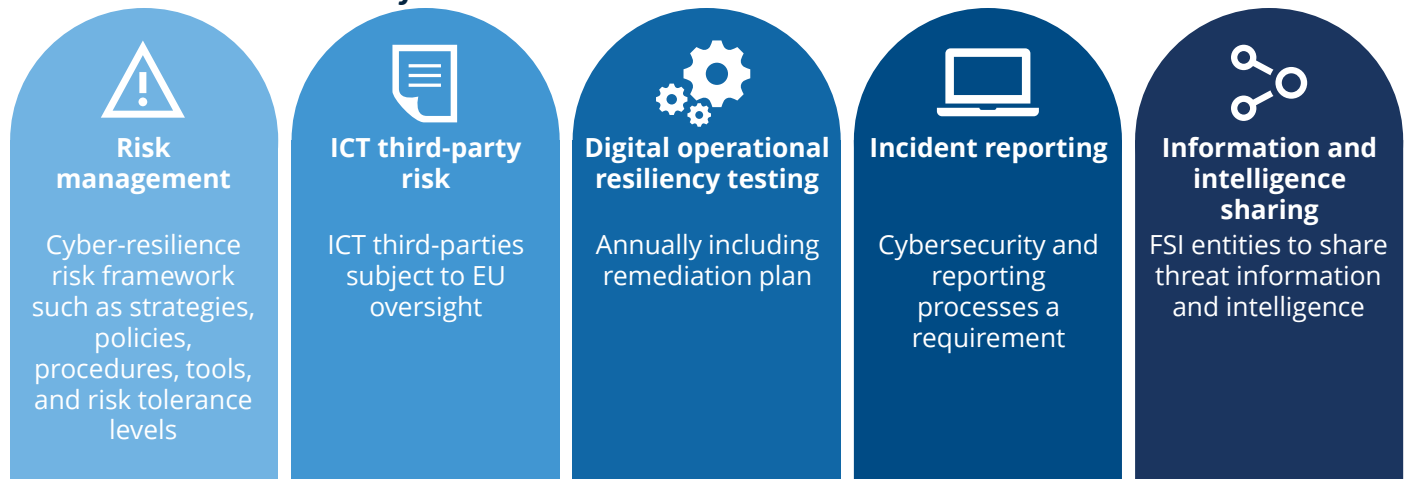 Risk
management
Cyber-resilience
risk framework
such as strategies,
policies,
procedures, tools,
and risk tolerance
levels
ICT third-party
risk
ICT third-parties
subject to EU
oversight
Digital operational
resiliency testing
Annually including
remediation plan
Incident reporting
Cybersecurity and
reporting
processes a
requirement
Information and
intelligence
sharing
FSI entities to share
threat information
and intelligence